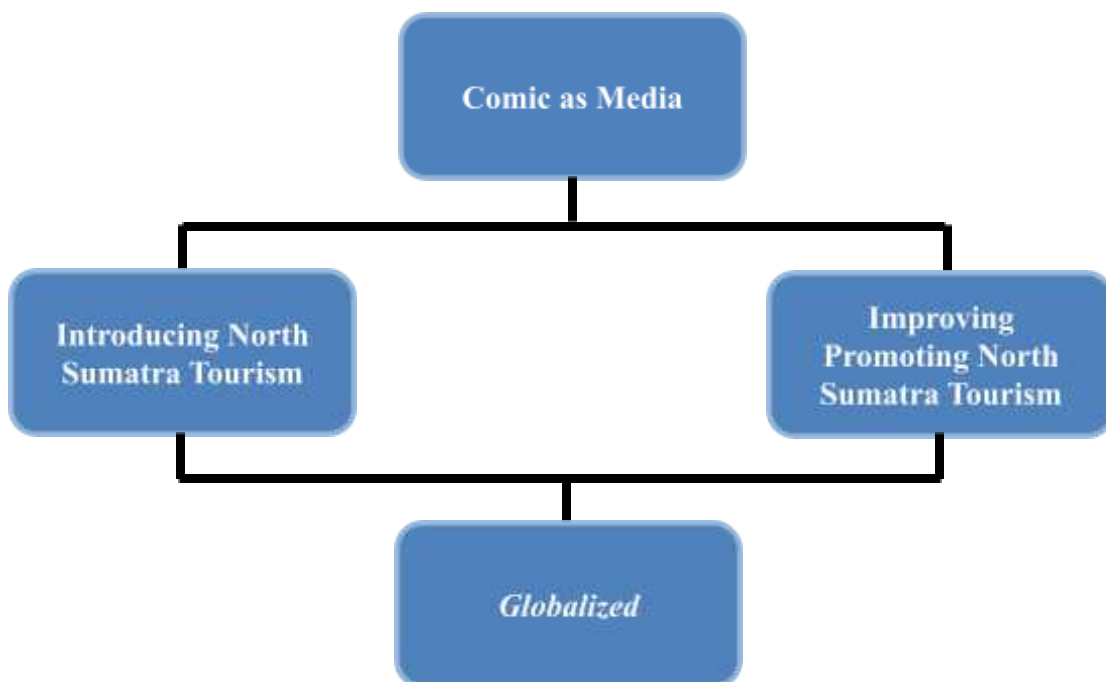 Comic as Media
Introducing North
Sumatra Tourism
Improving
Promoting North
Sumatra Tourism
Globalized